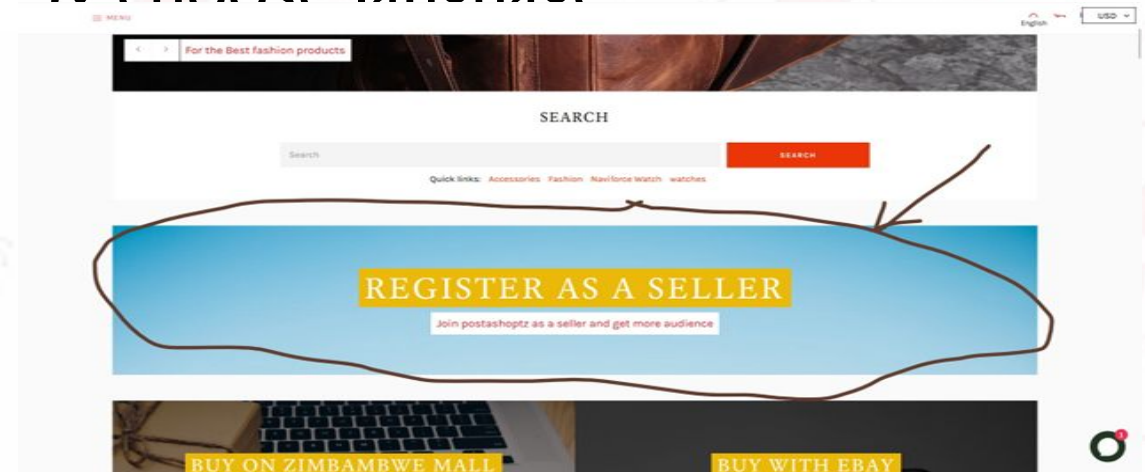 MENU
English
USD
For the Best fashion products
SEARCH
Search
SEARCH
Quick links: Accessories Fashion Naviforce Watch watches
REGISTER AS A SELLER
Join postashoptz as a seller and get more audience
BUY ON ZIMBAMBWE MALL
BUY WITH EBAY